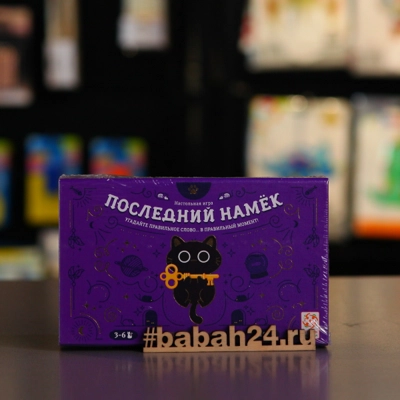 Настольная игра
ПОСЛЕДНИЙ НАМЁК
УГАДАЙТЕ ПРАВИЛЬНОЕ СЛОВО... В ПРАВИЛЬНЫЙ МОМЕНТ!
3-6
#babah24.ru